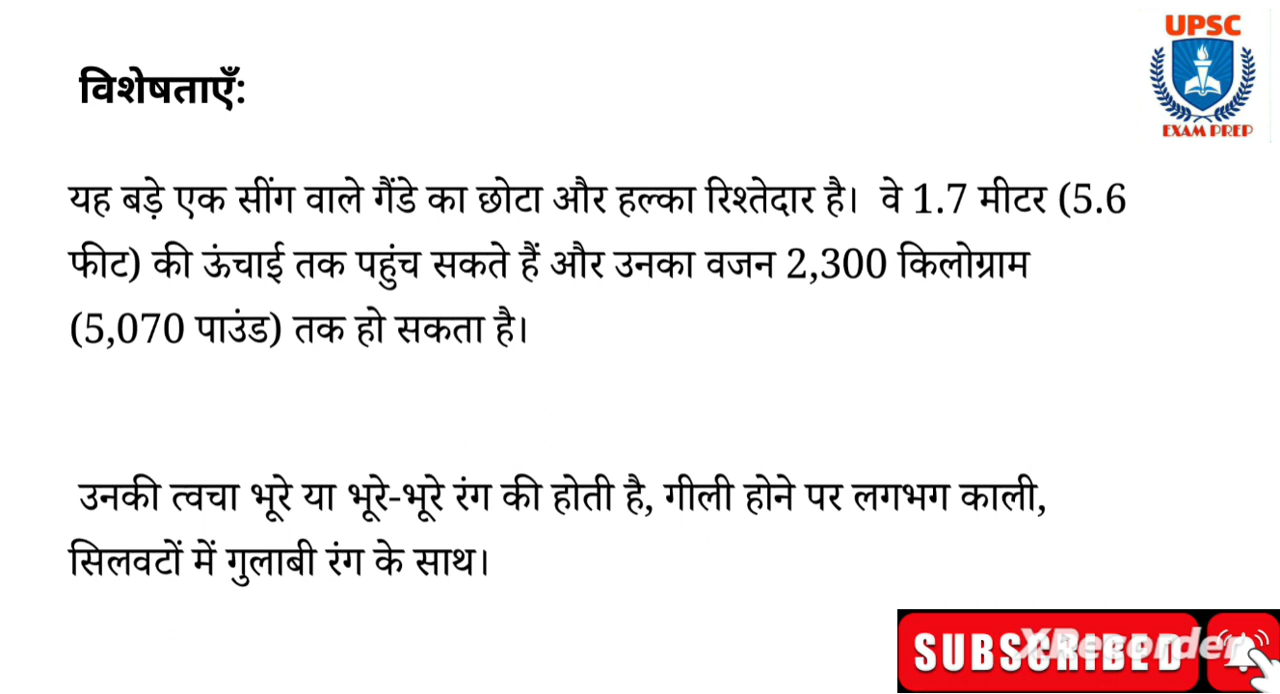 UPSC
EXAM PREP
विशेषताएँ:
यह बड़े एक सींग वाले गैंडे का छोटा और हल्का रिश्तेदार है। वे 1.7 मीटर (5.6
फीट) की ऊंचाई तक पहुंच सकते हैं और उनका वजन 2,300 किलोग्राम
(5,070 पाउंड) तक हो सकता है।
उनकी त्वचा भूरे या भूरे-भूरे रंग की होती है, गीली होने पर लगभग काली,
सिलवटों में गुलाबी रंग के साथ।
SUBSCRIBED
XRecorder